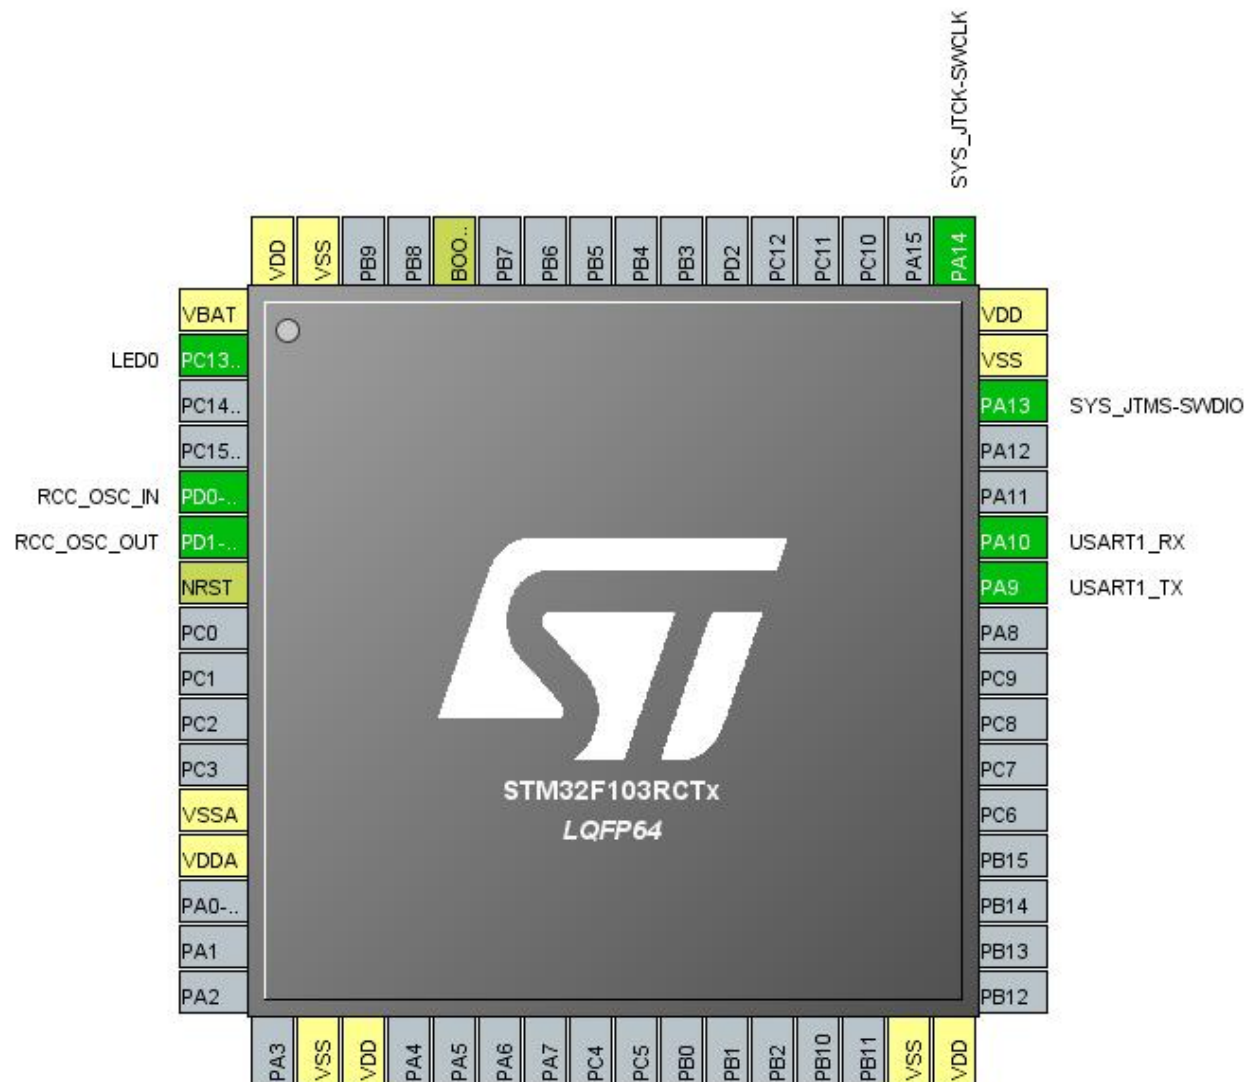 SYS_JTCK-SWCLK
VDD VSS PB9 PB8 BOO.. PB7 PB6 PB5 PB4 PB3 PD2 PC12 PC11 PC10 PA15 PA14
VBAT VDD
LED0 PC13.. VSS
PC14.. PA13 SYS_JTMS-SWDIO
PC15.. PA12
RCC_OSC_IN PD0-.. PA11
RCC_OSC_OUT PD1-.. PA10 USART1_RX
NRST PA9 USART1_TX
PC0 PA8
PC1 PC9
PC2 PC8
PC3 PC7
STM32F103RCTx
VSSA PC6
LQFP64
VDDA PB15
PA0-.. PB14
PA1 PB13
PA2 PB12
PA3 VSS VDD PA4 PA5 PA6 PA7 PC4 PC5 PB0 PB1 PB2 PB10 PB11 VSS VDD